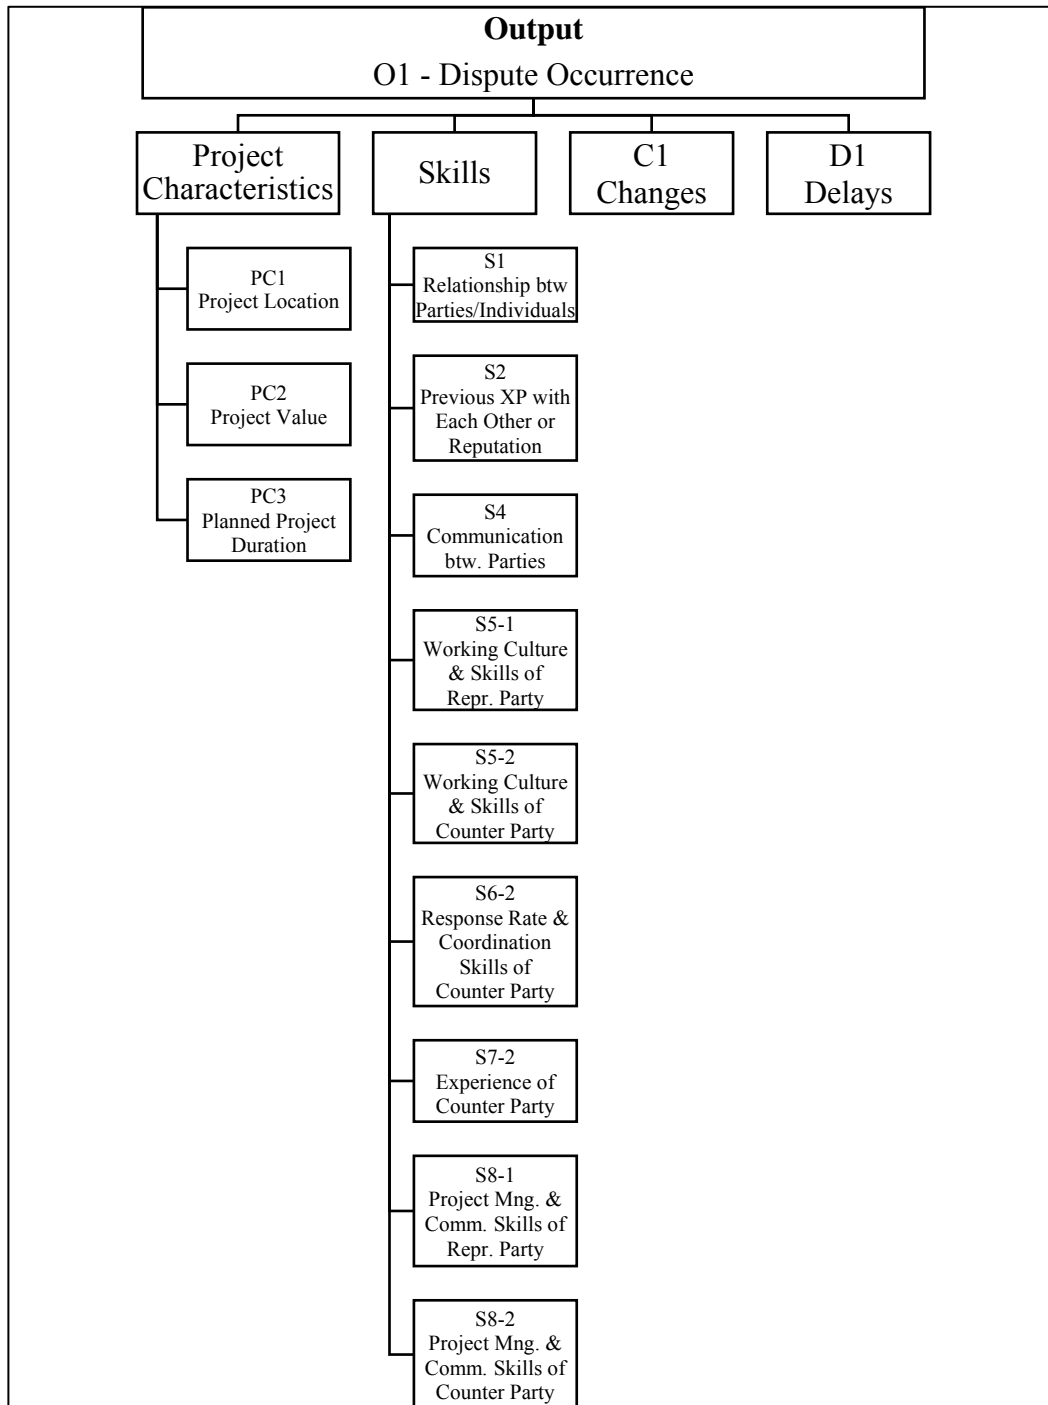 Output
O1 - Dispute Occurrence
Project
Characteristics
Skills
C1
Changes
D1
Delays
PC1
Project Location
PC2
Project Value
PC3
Planned Project
Duration
S1
Relationship btw
Parties/Individuals
S2
Previous XP with
Each Other or
Reputation
S4
Communication
btw. Parties
S5-1
Working Culture
& Skills of
Repr. Party
S5-2
Working Culture
& Skills of
Counter Party
S6-2
Response Rate &
Coordination
Skills of
Counter Party
S7-2
Experience of
Counter Party
S8-1
Project Mng. &
Comm. Skills of
Repr. Party
S8-2
Project Mng. &
Comm. Skills of
Counter Party